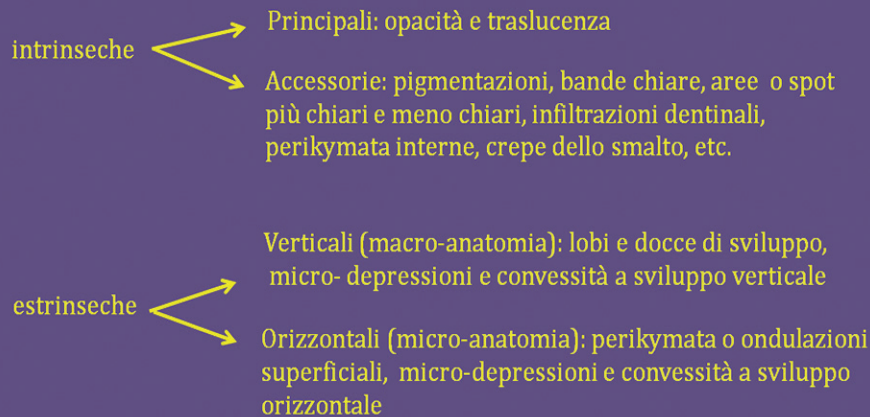 Principali: opacità e traslucenza
intrinseche
Accessorie: pigmentazioni, bande chiare, aree o spot
più chiari e meno chiari, infiltrazioni dentinali,
perikymata interne, crepe dello smalto, etc.
Verticali (macro-anatomia): lobi e docce di sviluppo,
micro- depressioni e convessità a sviluppo verticale
estrinseche
Orizzontali (micro-anatomia): perikymata o ondulazioni
superficiali, micro-depressioni e convessità a sviluppo
orizzontale